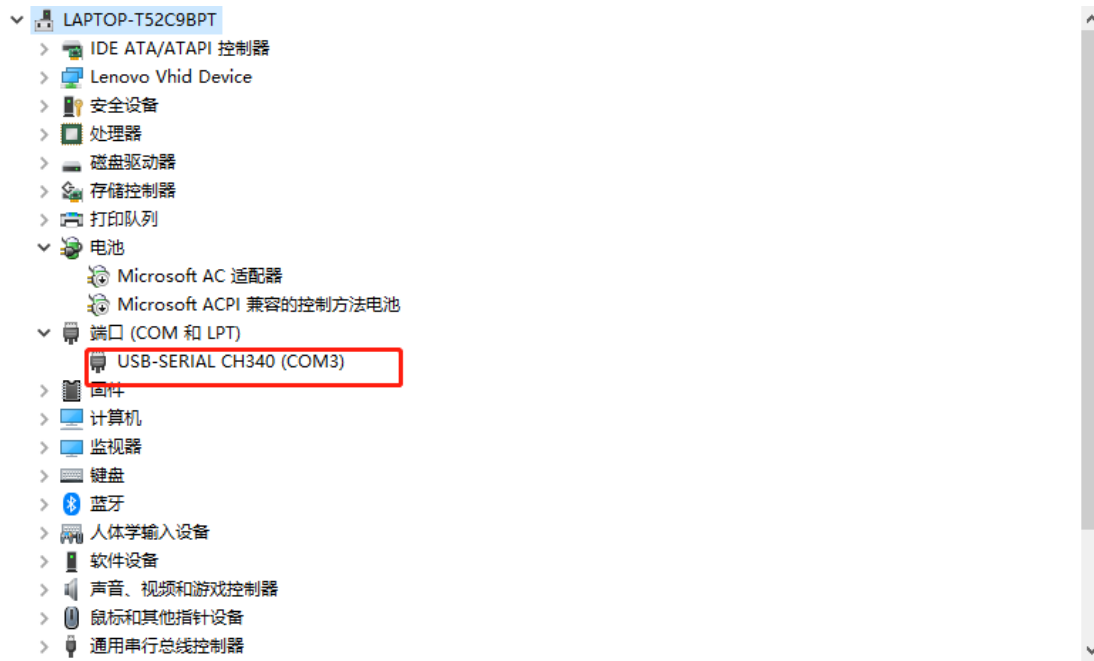 LAPTOP-T52C9BPT
IDE ATA/ATAPI 控制器
Lenovo Vhid Device
安全设备
处理器
磁盘驱动器
存储控制器
打印队列
电池
Microsoft AC 适配器
Microsoft ACPI 兼容的控制方法电池
端口 (COM 和 LPT)
USB-SERIAL CH340 (COM3)
固件
计算机
监视器
键盘
蓝牙
人体学输入设备
软件设备
声音、视频和游戏控制器
鼠标和其他指针设备
通用串行总线控制器